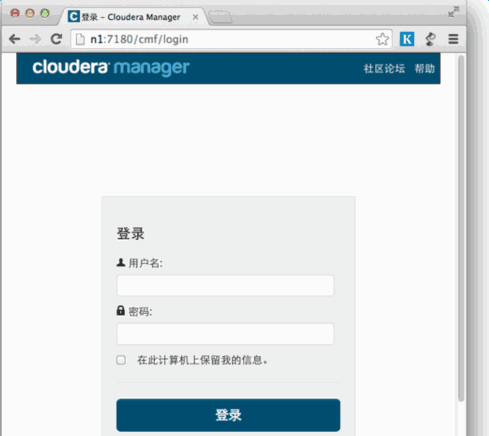 登录 - Cloudera Manager
n1:7180/cmf/login
cloudera manager
社区论坛 帮助
登录
用户名:
密码:
在此计算机上保留我的信息。
登录